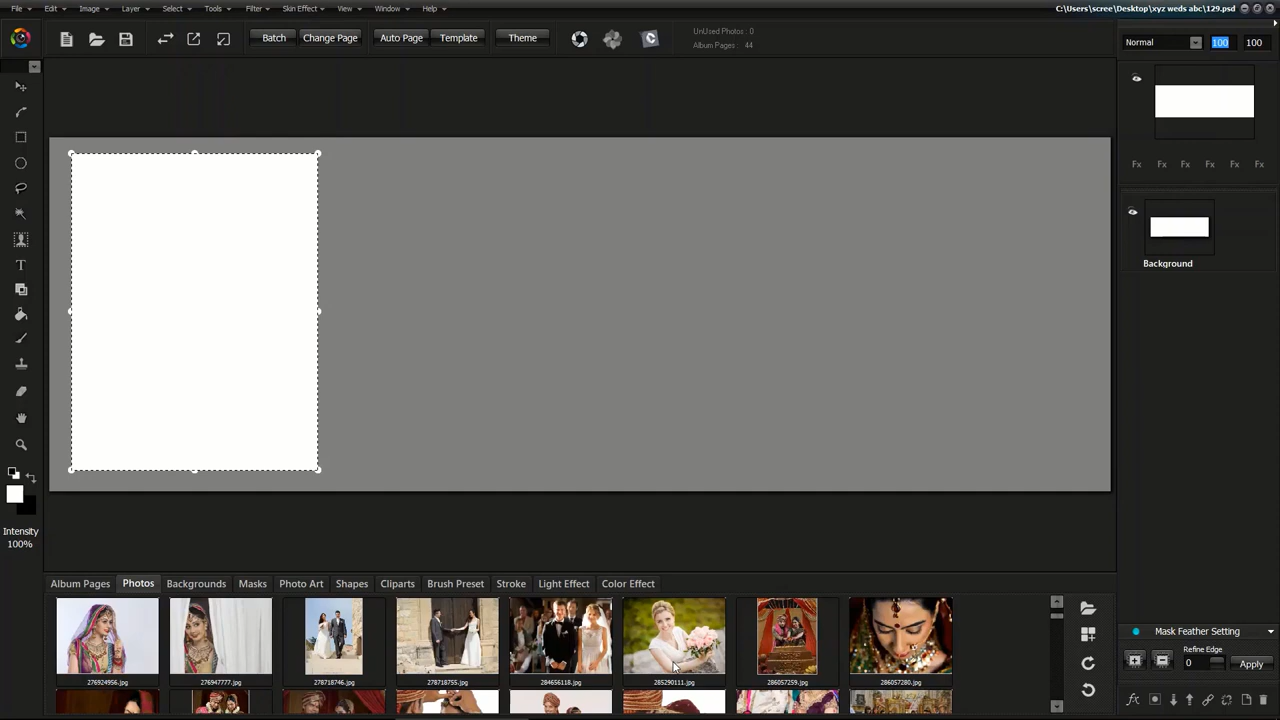 File Edit Image Layer Select Tools Filter Skin Effect View Window Help C:\Users\scree\Desktop\xyz weds abc\129.psd
Batch Change Page Auto Page Template Theme
UnUsed Photos : 0
Album Pages : 44
Normal 100 100
Fx Fx Fx Fx Fx Fx
Background
Intensity
100%
Album Pages Photos Backgrounds Masks Photo Art Shapes Cliparts Brush Preset Stroke Light Effect Color Effect
276924956.jpg 276947777.jpg 278718746.jpg 278718755.jpg 284656118.jpg 285290111.jpg 286057259.jpg 286057280.jpg
Mask Feather Setting
Refine Edge
0 Apply